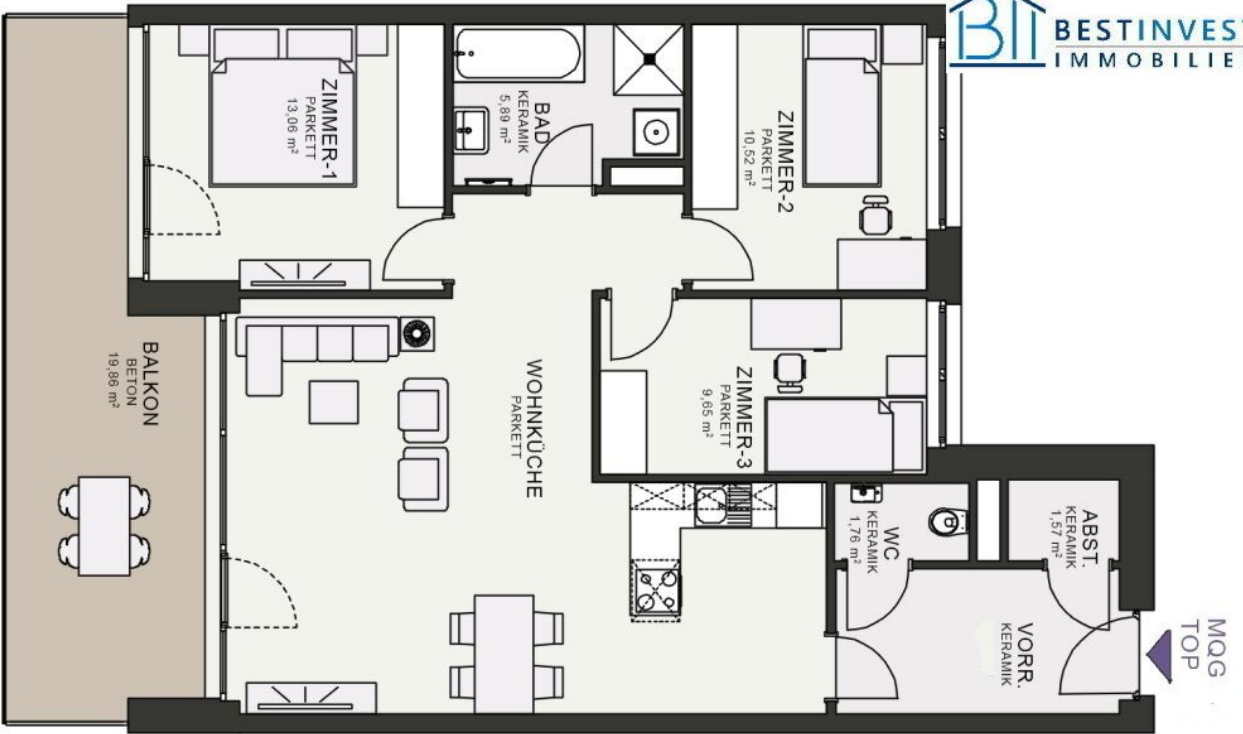 BESTINVEST
IMMOBILIE
ZIMMER-1
PARKETT
13,06 m²
BAD
KERAMIK
5,89 m²
ZIMMER-2
PARKETT
10,52 m²
BALKON
BETON
19,86 m²
WOHNKÜCHE
PARKETT
ZIMMER-3
PARKETT
9,65 m²
WC
KERAMIK
1,76 m²
ABST.
KERAMIK
1,57 m²
VORR.
KERAMIK
MQG
TOP